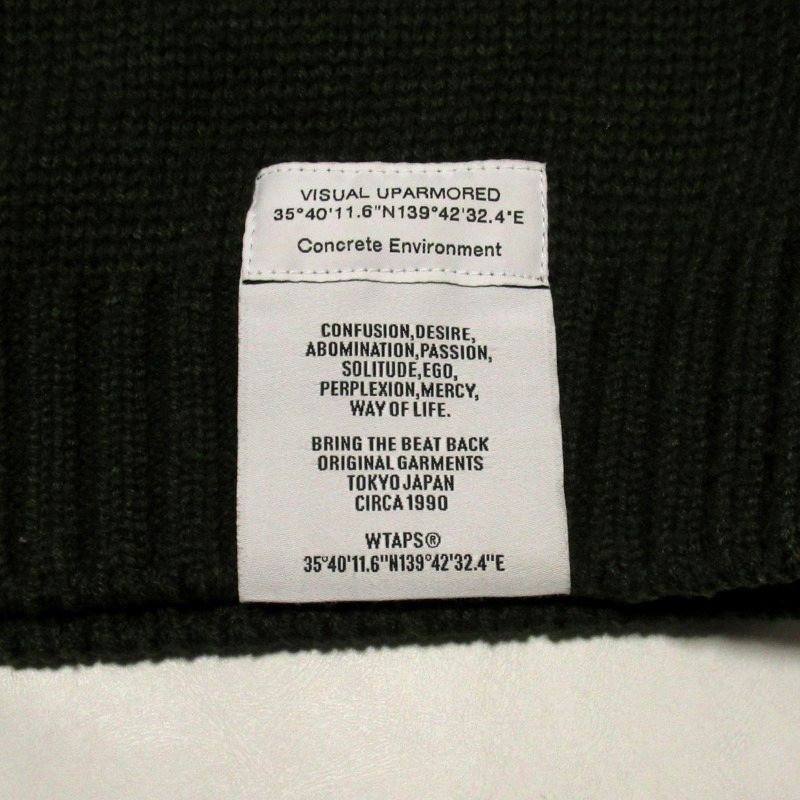 VISUAL UPARMORED
35°40'11.6"N139°42'32.4"E
Concrete Environment
CONFUSION,DESIRE,
ABOMINATION,PASSION,
SOLITUDE,EGO,
PERPLEXION,MERCY,
WAY OF LIFE.
BRING THE BEAT BACK
ORIGINAL GARMENTS
TOKYO JAPAN
CIRCA 1990
WTAPS®
35°40'11.6"N139°42'32.4"E